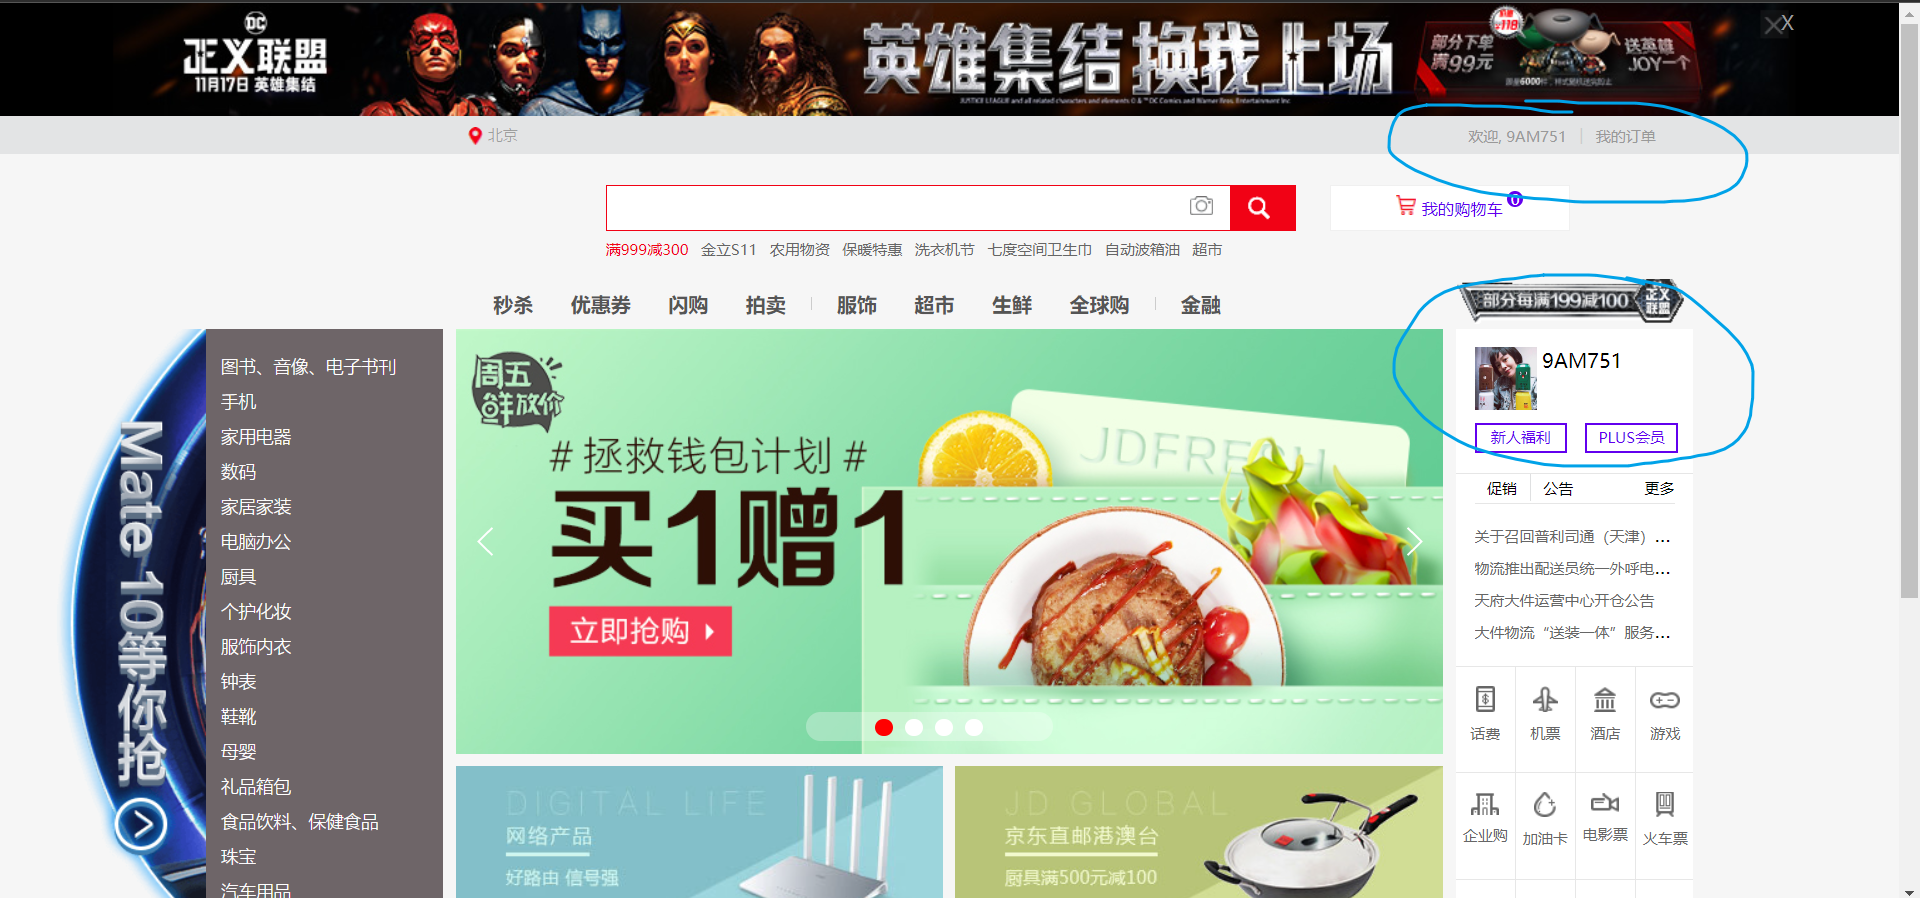 DC
正义联盟
11月17日 英雄集结
英雄集结 换我上场
JUSTICE LEAGUE and all related characters and elements © & ™ DC Comics and Warner Bros. Entertainment Inc
部分下单
满99元
送英雄
JOY一个
X
北京
欢迎, 9AM751
我的订单
我的购物车 0
满999减300 金立S11 农用物资 保暖特惠 洗衣机节 七度空间卫生巾 自动波箱油 超市
秒杀 优惠券 闪购 拍卖 服饰 超市 生鲜 全球购 金融
部分每满199减100
正义联盟
Mate 10等你抢
图书、音像、电子书刊
手机
家用电器
数码
家居家装
电脑办公
厨具
个护化妆
服饰内衣
钟表
鞋靴
母婴
礼品箱包
食品饮料、保健食品
珠宝
汽车用品
周五
鲜放价
#拯救钱包计划#
买1赠1
立即抢购
JDFRESH
9AM751
新人福利 PLUS会员
促销 公告 更多
关于召回普利司通（天津）...
物流推出配送员统一外呼电...
天府大件运营中心开仓公告
大件物流“送装一体”服务...
话费 机票 酒店 游戏
企业购 加油卡 电影票 火车票
DIGITAL LIFE
网络产品
好路由 信号强
JD GLOBAL
京东直邮港澳台
厨具满500元减100